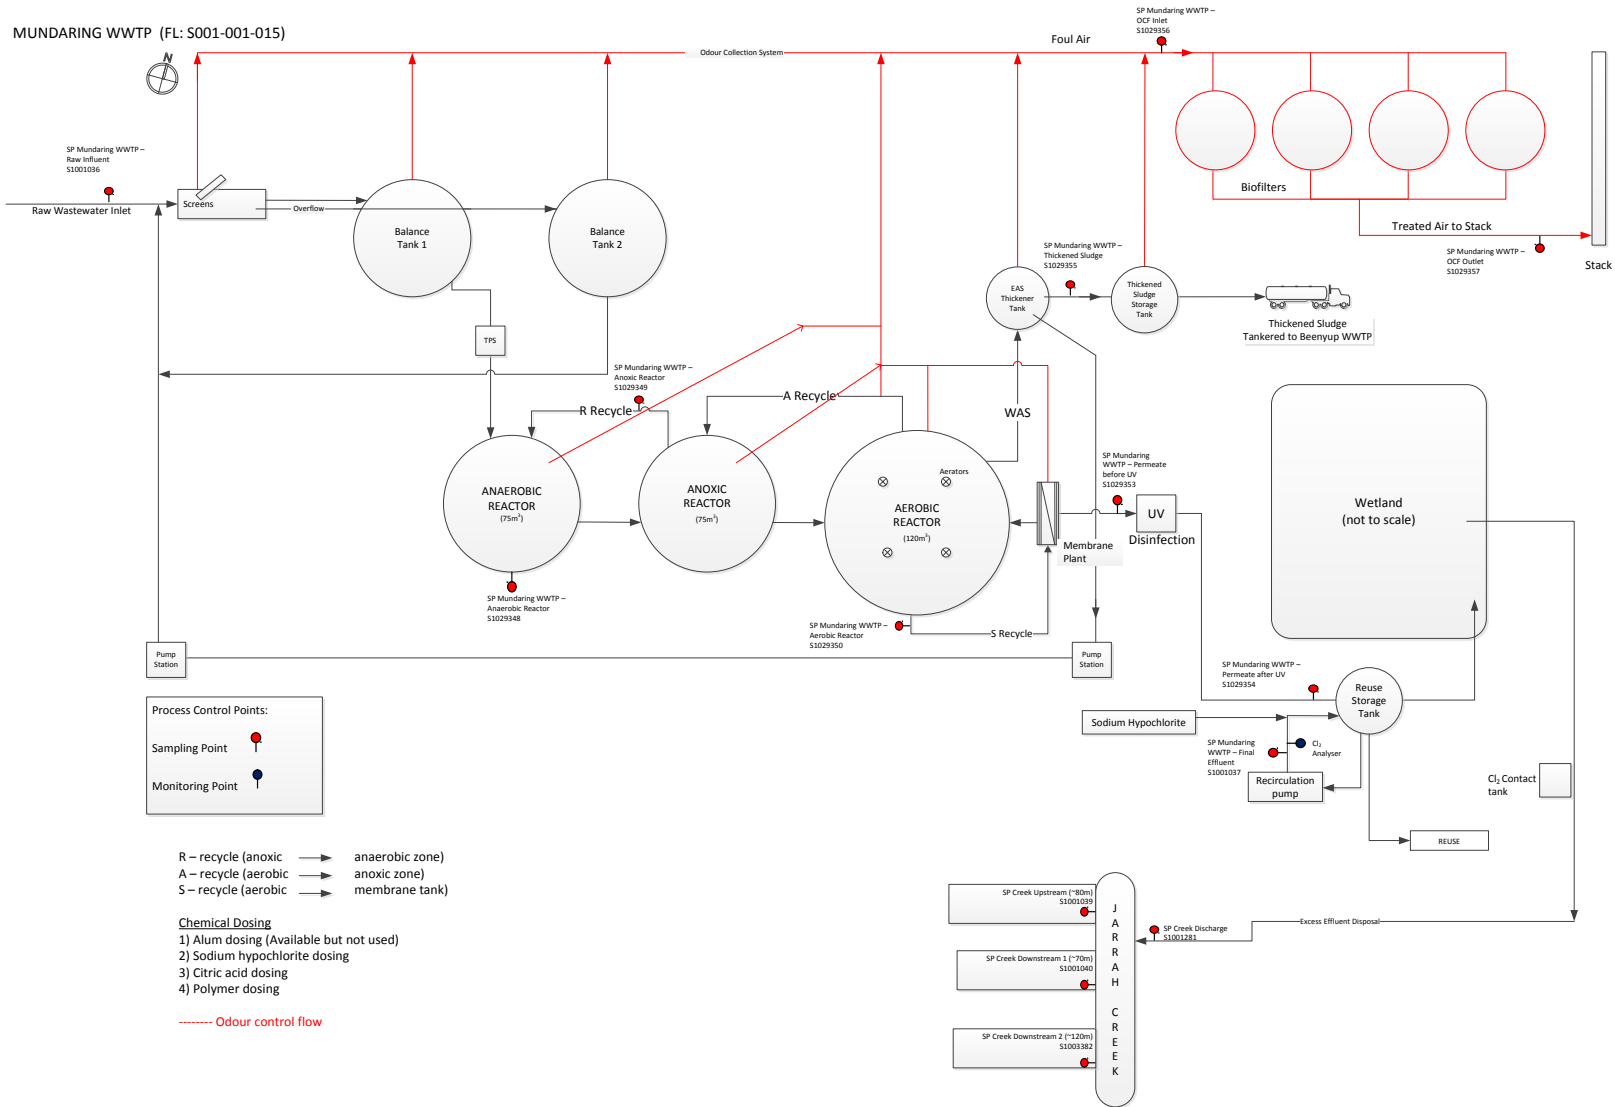 MUNDARING WWTP  (FL: S001-001-015)
N
SP Mundaring WWTP –
OCF Inlet
S1029356
Foul Air
Odour Collection System
SP Mundaring WWTP –
Raw Influent
S1001036
Raw Wastewater Inlet
Screens
Overflow
Balance
Tank 1
Balance
Tank 2
Biofilters
Treated Air to Stack
SP Mundaring WWTP –
OCF Outlet
S1029357
Stack
SP Mundaring WWTP –
Thickened Sludge
S1029355
EAS
Thickener
Tank
Thickened
Sludge
Storage
Tank
Thickened Sludge
Tankered to Beenyup WWTP
TPS
SP Mundaring WWTP –
Anoxic Reactor
S1029349
R Recycle
A Recycle
WAS
ANAEROBIC
REACTOR
(75m³)
ANOXIC
REACTOR
(75m³)
Aerators
AEROBIC
REACTOR
(120m³)
SP Mundaring
WWTP – Permeate
before UV
S1029353
UV
Disinfection
Membrane
Plant
Wetland
(not to scale)
SP Mundaring WWTP –
Anaerobic Reactor
S1029348
SP Mundaring WWTP –
Aerobic Reactor
S1029350
S Recycle
Pump
Station
Pump
Station
SP Mundaring WWTP –
Permeate after UV
S1029354
Reuse
Storage
Tank
Sodium Hypochlorite
SP Mundaring
WWTP – Final
Effluent
S1001037
Cl₂
Analyser
Recirculation
pump
Cl₂ Contact
tank
REUSE
Process Control Points:
Sampling Point
Monitoring Point
R – recycle (anoxic anaerobic zone)
A – recycle (aerobic anoxic zone)
S – recycle (aerobic membrane tank)
Chemical Dosing
1) Alum dosing (Available but not used)
2) Sodium hypochlorite dosing
3) Citric acid dosing
4) Polymer dosing
-------- Odour control flow
SP Creek Upstream (~80m)
S1001039
SP Creek Downstream 1 (~70m)
S1001040
SP Creek Downstream 2 (~120m)
S1003382
JARRAH CREEK
SP Creek Discharge
S1001281
Excess Effluent Disposal